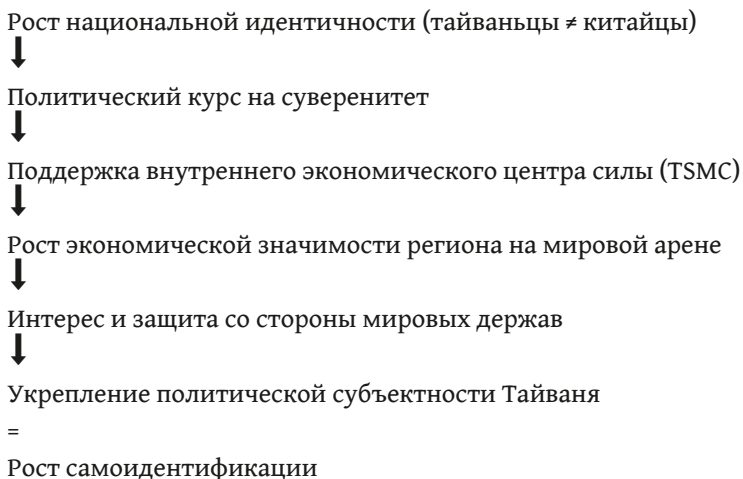 Рост национальной идентичности (тайваньцы ≠ китайцы)
⬇
Политический курс на суверенитет
⬇
Поддержка внутреннего экономического центра силы (TSMC)
⬇
Рост экономической значимости региона на мировой арене
⬇
Интерес и защита со стороны мировых держав
⬇
Укрепление политической субъектности Тайваня
=
Рост самоидентификации